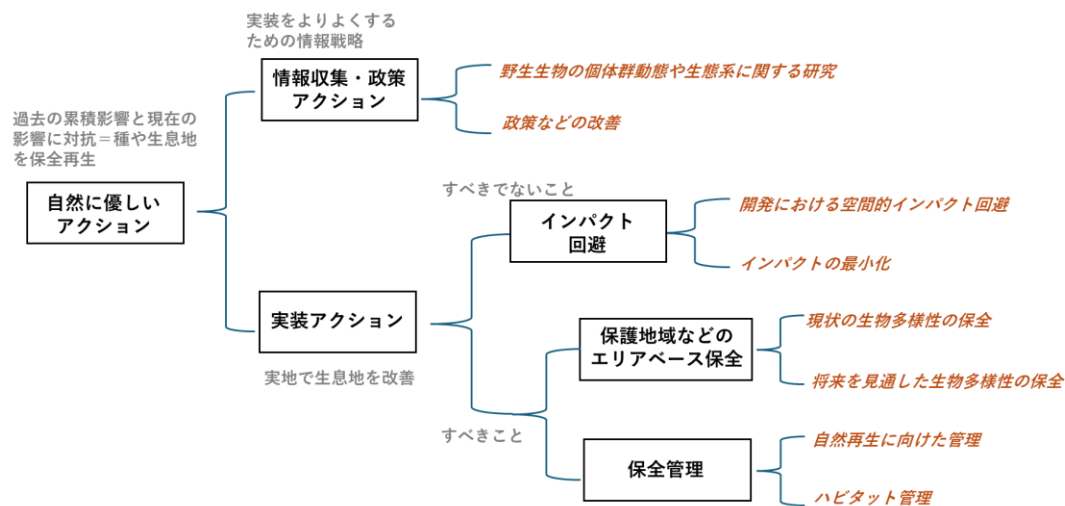 実装をよりよくする
ための情報戦略
情報収集・政策
アクション
野生生物の個体群動態や生態系に関する研究
政策などの改善
過去の累積影響と現在の
影響に対抗＝種や生息地
を保全再生
自然に優しい
アクション
すべきでないこと
インパクト
回避
開発における空間的インパクト回避
インパクトの最小化
実装アクション
実地で生息地を改善
保護地域などの
エリアベース保全
現状の生物多様性の保全
将来を見通した生物多様性の保全
すべきこと
保全管理
自然再生に向けた管理
ハビタット管理